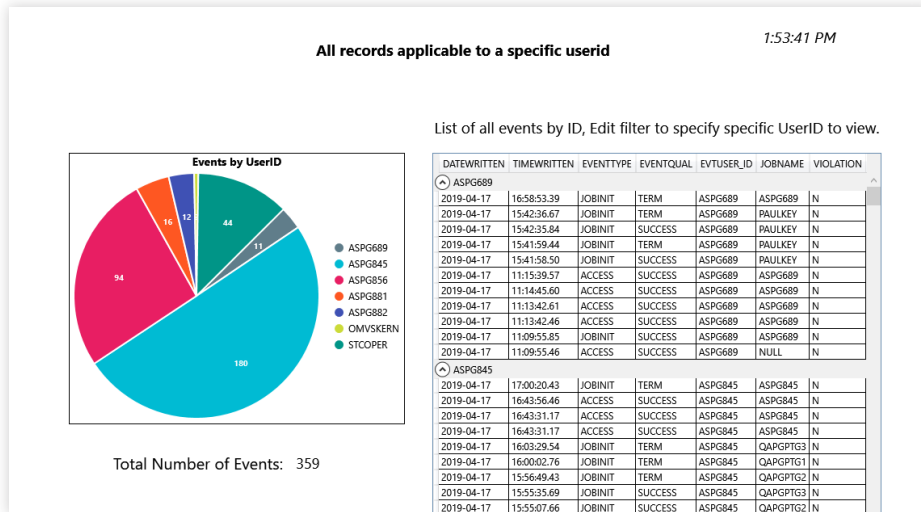 1:53:41 PM
All records applicable to a specific userid
List of all events by ID, Edit filter to specify specific UserID to view.
Events by UserID
44
11
180
94
16
12
ASPG689
ASPG845
ASPG856
ASPG881
ASPG882
OMVSKERN
STCOPER
Total Number of Events: 359
DATEWRITTEN TIMEWRITTEN EVENTTYPE EVENTQUAL EVTUSER_ID JOBNAME VIOLATION
ASPG689
2019-04-17 16:58:53.39 JOBINIT TERM ASPG689 ASPG689 N
2019-04-17 15:42:36.67 JOBINIT TERM ASPG689 PAULKEY N
2019-04-17 15:42:35.84 JOBINIT SUCCESS ASPG689 PAULKEY N
2019-04-17 15:41:59.44 JOBINIT TERM ASPG689 PAULKEY N
2019-04-17 15:41:58.50 JOBINIT SUCCESS ASPG689 PAULKEY N
2019-04-17 11:15:39.57 ACCESS SUCCESS ASPG689 ASPG689 N
2019-04-17 11:14:45.60 ACCESS SUCCESS ASPG689 ASPG689 N
2019-04-17 11:13:42.61 ACCESS SUCCESS ASPG689 ASPG689 N
2019-04-17 11:13:42.46 ACCESS SUCCESS ASPG689 ASPG689 N
2019-04-17 11:09:55.85 JOBINIT SUCCESS ASPG689 ASPG689 N
2019-04-17 11:09:55.46 ACCESS SUCCESS ASPG689 NULL N
ASPG845
2019-04-17 17:00:20.43 JOBINIT TERM ASPG845 ASPG845 N
2019-04-17 16:43:56.46 ACCESS SUCCESS ASPG845 ASPG845 N
2019-04-17 16:43:31.17 ACCESS SUCCESS ASPG845 ASPG845 N
2019-04-17 16:43:31.17 ACCESS SUCCESS ASPG845 ASPG845 N
2019-04-17 16:03:29.54 JOBINIT TERM ASPG845 QAPGPTG3 N
2019-04-17 16:00:02.76 JOBINIT TERM ASPG845 QAPGPTG1 N
2019-04-17 15:56:49.43 JOBINIT TERM ASPG845 QAPGPTG2 N
2019-04-17 15:55:35.69 JOBINIT SUCCESS ASPG845 QAPGPTG3 N
2019-04-17 15:55:07.66 JOBINIT SUCCESS ASPG845 QAPGPTG2 N